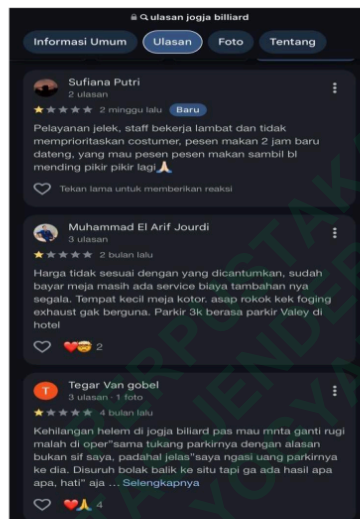 ulasan jogja billiard
Informasi Umum Ulasan Foto Tentang
Sufiana Putri
2 ulasan
2 minggu lalu Baru
Pelayanan jelek, staff bekerja lambat dan tidak
memprioritaskan costumer, pesen makan 2 jam baru
dateng, yang mau pesen pesen makan sambil bl
mending pikir pikir lagi🙏🏻
Tekan lama untuk memberikan reaksi
Muhammad El Arif Jourdi
3 ulasan
2 bulan lalu
Harga tidak sesuai dengan yang dicantumkan, sudah
bayar meja masih ada service biaya tambahan nya
segala. Tempat kecil meja kotor. asap rokok kek foging
exhaust gak berguna. Parkir 3k berasa parkir Valey di
hotel
❤️🤯 2
T
Tegar Van gobel
3 ulasan · 1 foto
4 bulan lalu
Kehilangan helem di jogja biliard pas mau mnta ganti rugi
malah di oper"sama tukang parkirnya dengan alasan
bukan sif saya, padahal jelas"saya ngasi uang parkirnya
ke dia. Disuruh bolak balik ke situ tapi ga ada hasil apa
apa, hati" aja ... Selengkapnya
❤️🙏 4